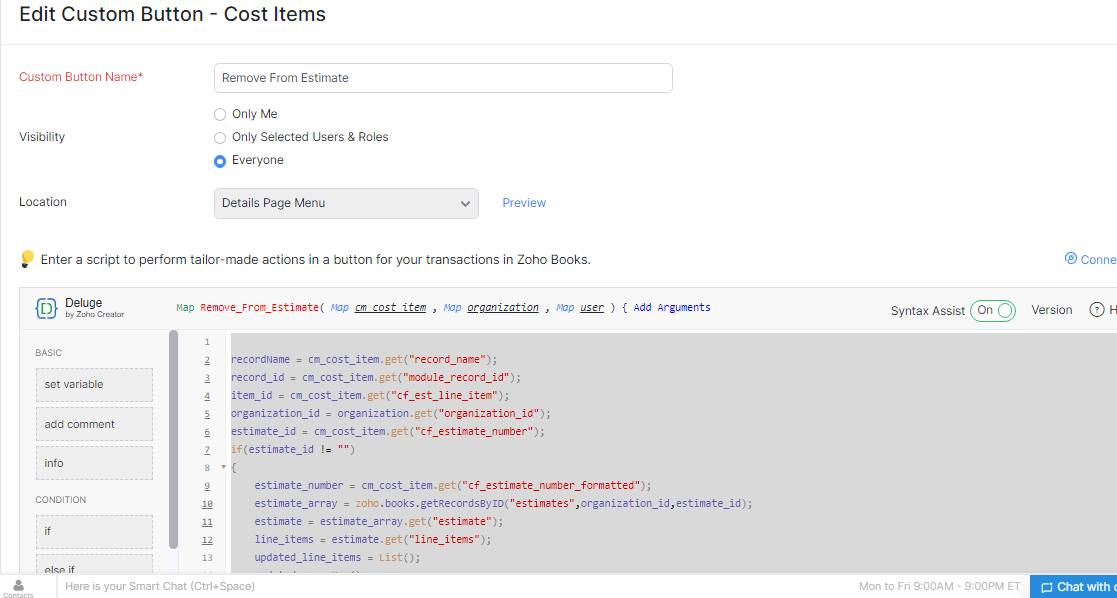 Edit Custom Button - Cost Items
Custom Button Name*
Remove From Estimate
Visibility
Only Me
Only Selected Users & Roles
Everyone
Location
Details Page Menu
Preview
Enter a script to perform tailor-made actions in a button for your transactions in Zoho Books.
Conne
Deluge
by Zoho Creator
Map Remove_From_Estimate( Map cm_cost_item , Map organization , Map user ) { Add Arguments
Syntax Assist On
Version
? H
BASIC
set variable
add comment
info
CONDITION
if
else if
1
2 recordName = cm_cost_item.get("record_name");
3 record_id = cm_cost_item.get("module_record_id");
4 item_id = cm_cost_item.get("cf_est_line_item");
5 organization_id = organization.get("organization_id");
6 estimate_id = cm_cost_item.get("cf_estimate_number");
7 if(estimate_id != "")
8 {
9 estimate_number = cm_cost_item.get("cf_estimate_number_formatted");
10 estimate_array = zoho.books.getRecordsByID("estimates",organization_id,estimate_id);
11 estimate = estimate_array.get("estimate");
12 line_items = estimate.get("line_items");
13 updated_line_items = List();
Contacts
Here is your Smart Chat (Ctrl+Space)
Mon to Fri 9:00AM - 9:00PM ET
Chat with